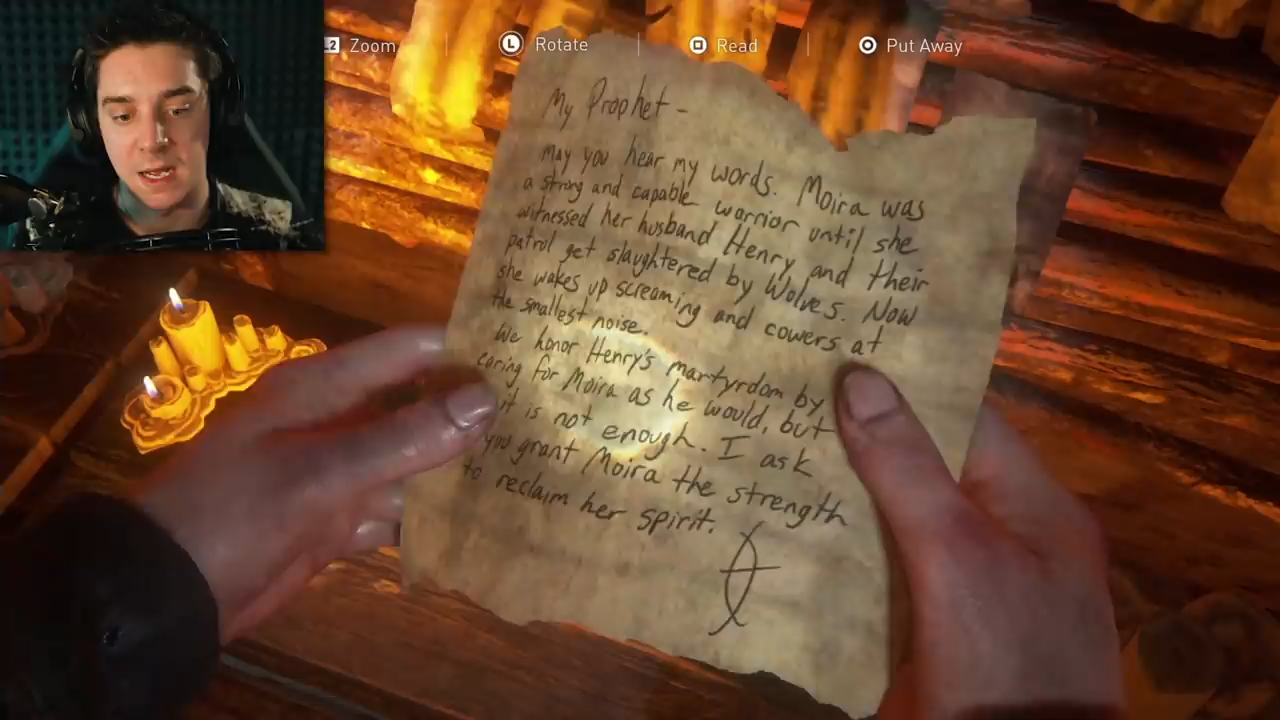 L2 Zoom L Rotate Read Put Away
My Prophet -
May you hear my words. Moira was
a strong and capable warrior until she
witnessed her husband Henry and their
patrol get slaughtered by Wolves. Now
she wakes up screaming and cowers at
the smallest noise.
We honor Henry's martyrdom by
caring for Moira as he would, but
it is not enough. I ask
you grant Moira the strength
to reclaim her spirit.